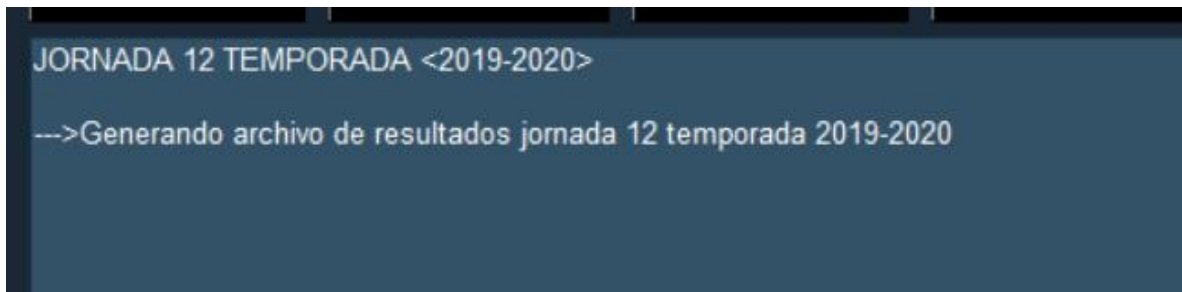 JORNADA 12 TEMPORADA <2019-2020>
--->Generando archivo de resultados jornada 12 temporada 2019-2020